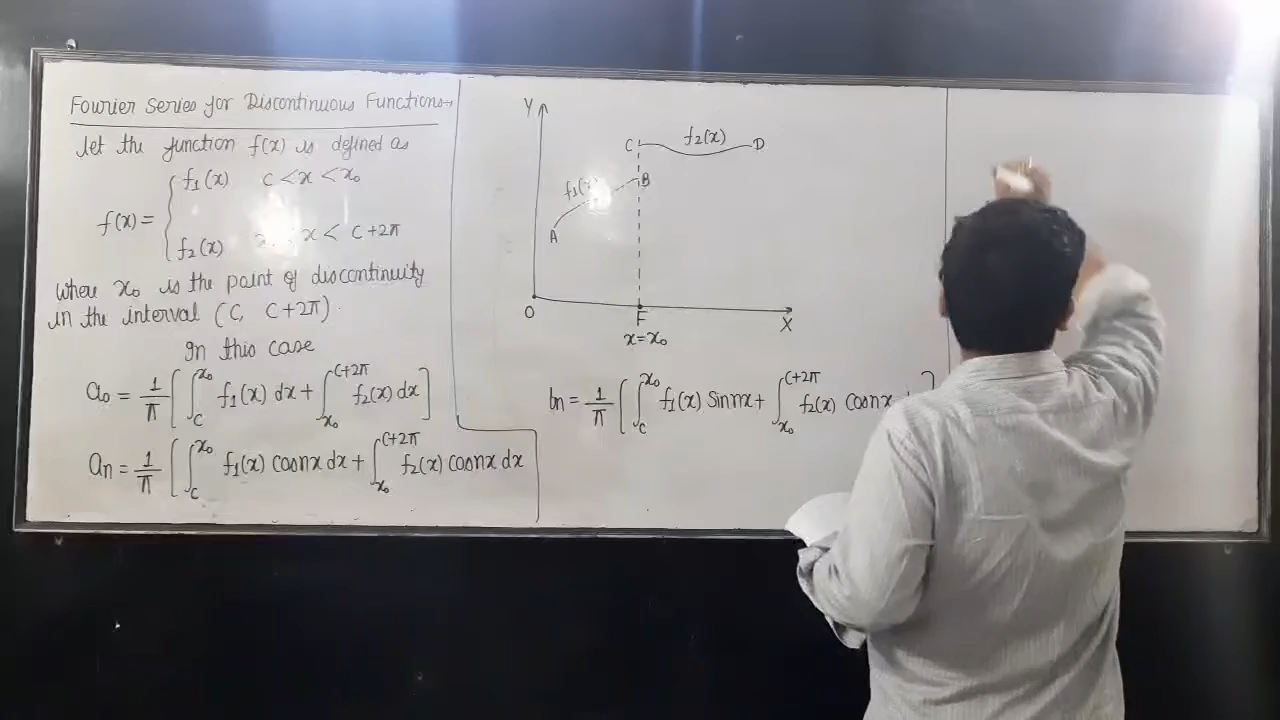 Fourier Series for Discontinuous Functions→
Let the function f(x) is defined as
f(x) = { f₁(x) c < x < x₀
f₂(x) x < c+2π
where x₀ is the point of discontinuity
in the interval (c, c+2π).
In this case
a₀ = 1/π [ ∫_c^{x₀} f₁(x) dx + ∫_{x₀}^{c+2π} f₂(x) dx ]
aₙ = 1/π [ ∫_c^{x₀} f₁(x) cosnx dx + ∫_{x₀}^{c+2π} f₂(x) cosnx dx
Y
C f₂(x) D
f₁(x) B
A
O F X
x=x₀
bn = 1/π [ ∫_c^{x₀} f₁(x) Sinnx + ∫_{x₀}^{c+2π} f₂(x) cosnx ]